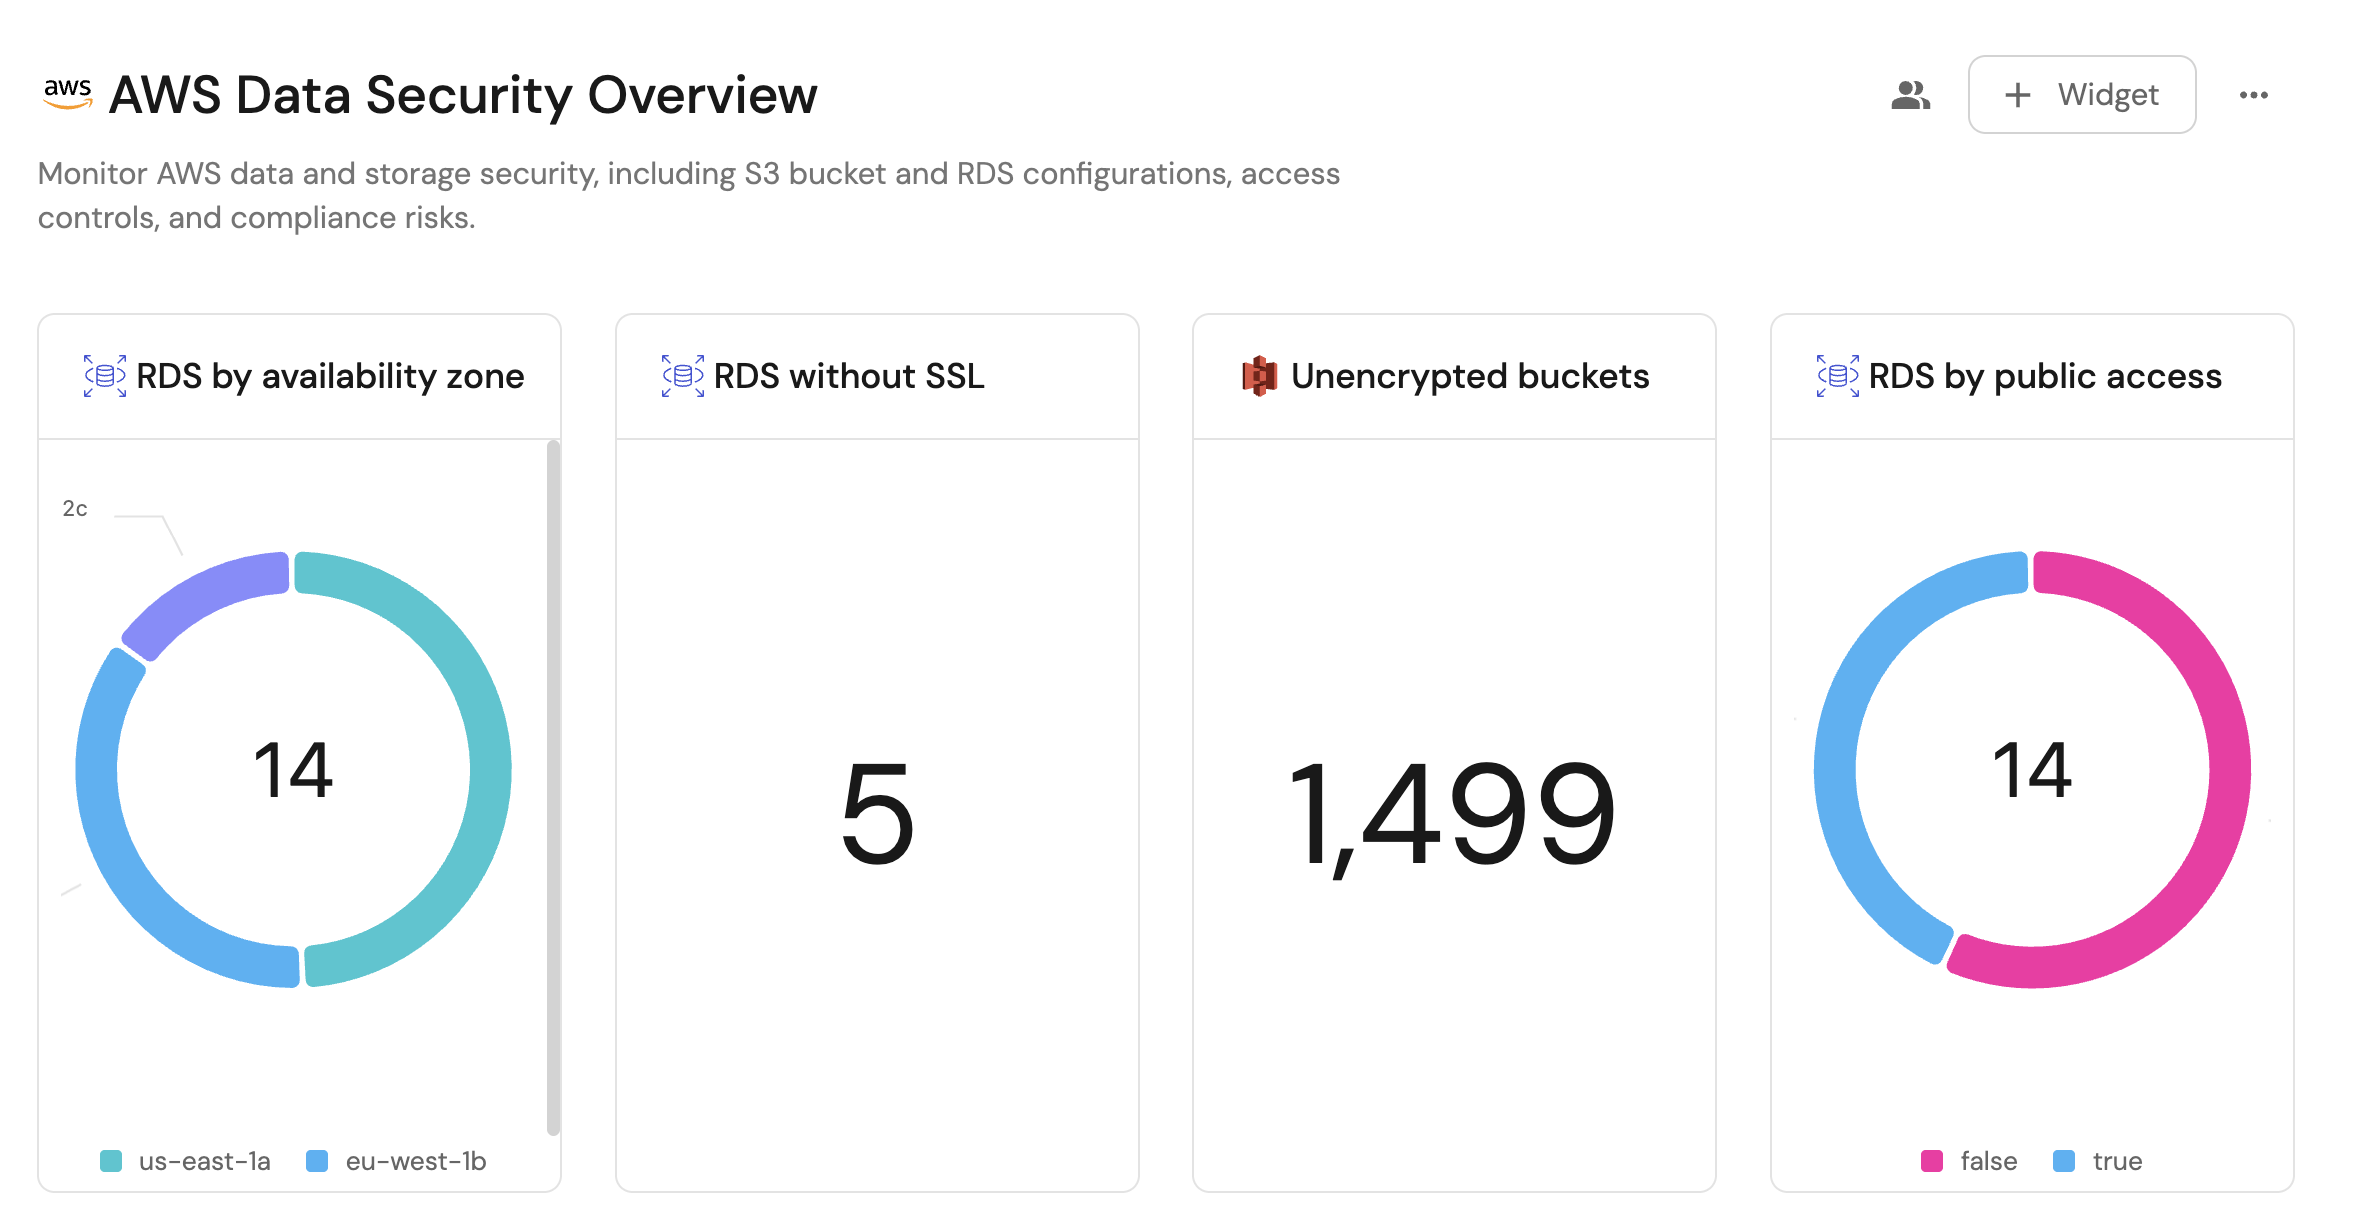 aws AWS Data Security Overview
+ Widget
Monitor AWS data and storage security, including S3 bucket and RDS configurations, access
controls, and compliance risks.
RDS by availability zone
2c
14
us-east-1a eu-west-1b
RDS without SSL
5
Unencrypted buckets
1,499
RDS by public access
14
false true